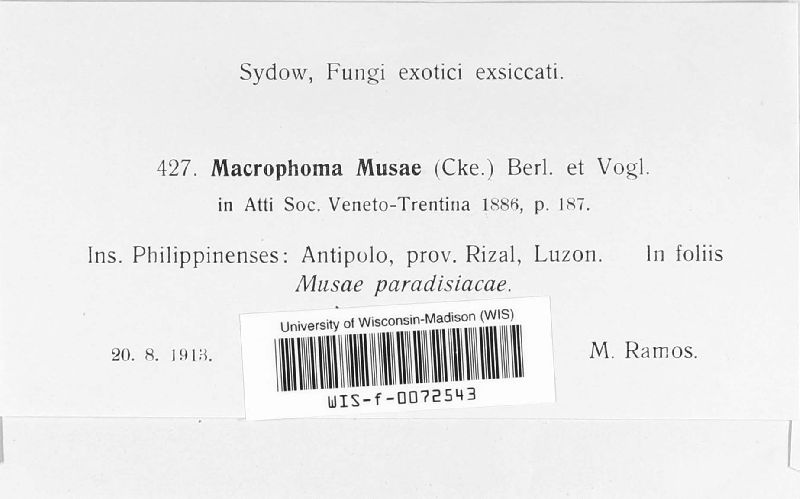 Sydow, Fungi exotici exsiccati.
427. Macrophoma Musae (Cke.) Berl. et Vogl.
in Atti Soc. Veneto-Trentina 1886, p. 187.
Ins. Philippinenses: Antipolo, prov. Rizal, Luzon. In foliis
Musae paradisiacae.
University of Wisconsin-Madison (WIS)
20. 8. 1913. M. Ramos.
WIS-f-0072543